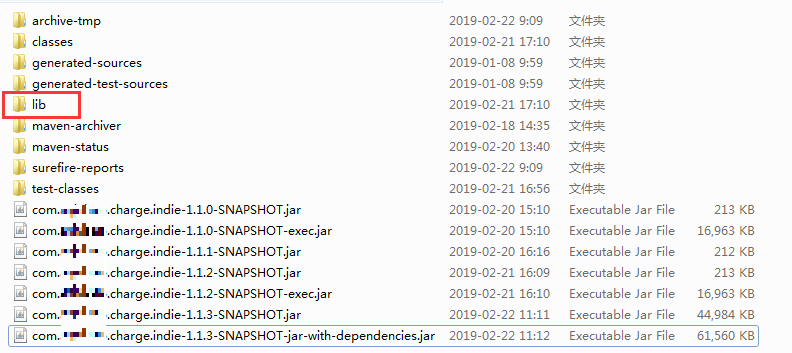 archive-tmp 2019-02-22 9:09 文件夹
classes 2019-02-21 17:10 文件夹
generated-sources 2019-01-08 9:59 文件夹
generated-test-sources 2019-01-08 9:59 文件夹
lib 2019-02-21 17:10 文件夹
maven-archiver 2019-02-18 14:35 文件夹
maven-status 2019-02-20 13:40 文件夹
surefire-reports 2019-02-22 9:09 文件夹
test-classes 2019-02-21 16:56 文件夹
com. .charge.indie-1.1.0-SNAPSHOT.jar 2019-02-20 15:10 Executable Jar File 213 KB
com. .charge.indie-1.1.0-SNAPSHOT-exec.jar 2019-02-20 15:10 Executable Jar File 16,963 KB
com. .charge.indie-1.1.1-SNAPSHOT.jar 2019-02-20 16:16 Executable Jar File 212 KB
com. .charge.indie-1.1.2-SNAPSHOT.jar 2019-02-21 16:09 Executable Jar File 213 KB
com. .charge.indie-1.1.2-SNAPSHOT-exec.jar 2019-02-21 16:10 Executable Jar File 16,963 KB
com. .charge.indie-1.1.3-SNAPSHOT.jar 2019-02-22 11:11 Executable Jar File 44,984 KB
com. .charge.indie-1.1.3-SNAPSHOT-jar-with-dependencies.jar 2019-02-22 11:12 Executable Jar File 61,560 KB